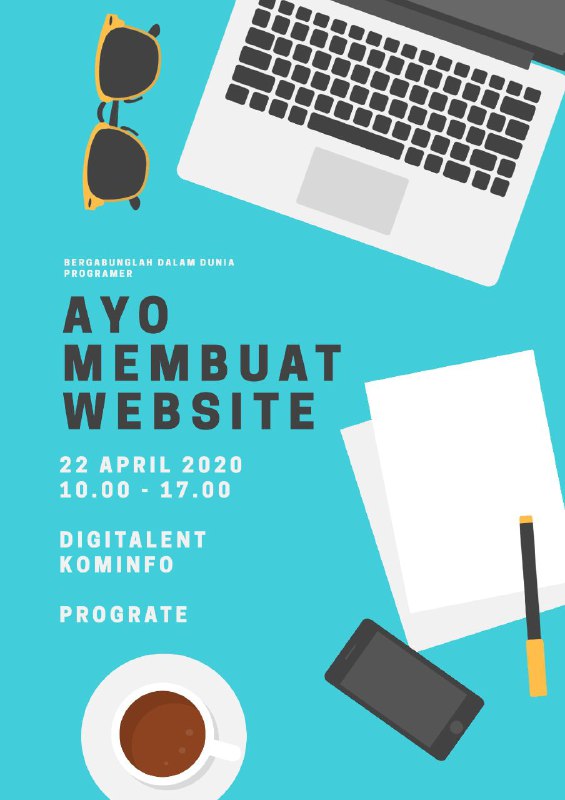 BERGABUNGLAH DALAM DUNIA
PROGRAMER
AYO
MEMBUAT
WEBSITE
22 APRIL 2020
10.00 - 17.00
DIGITALENT
KOMINFO
PROGRATE